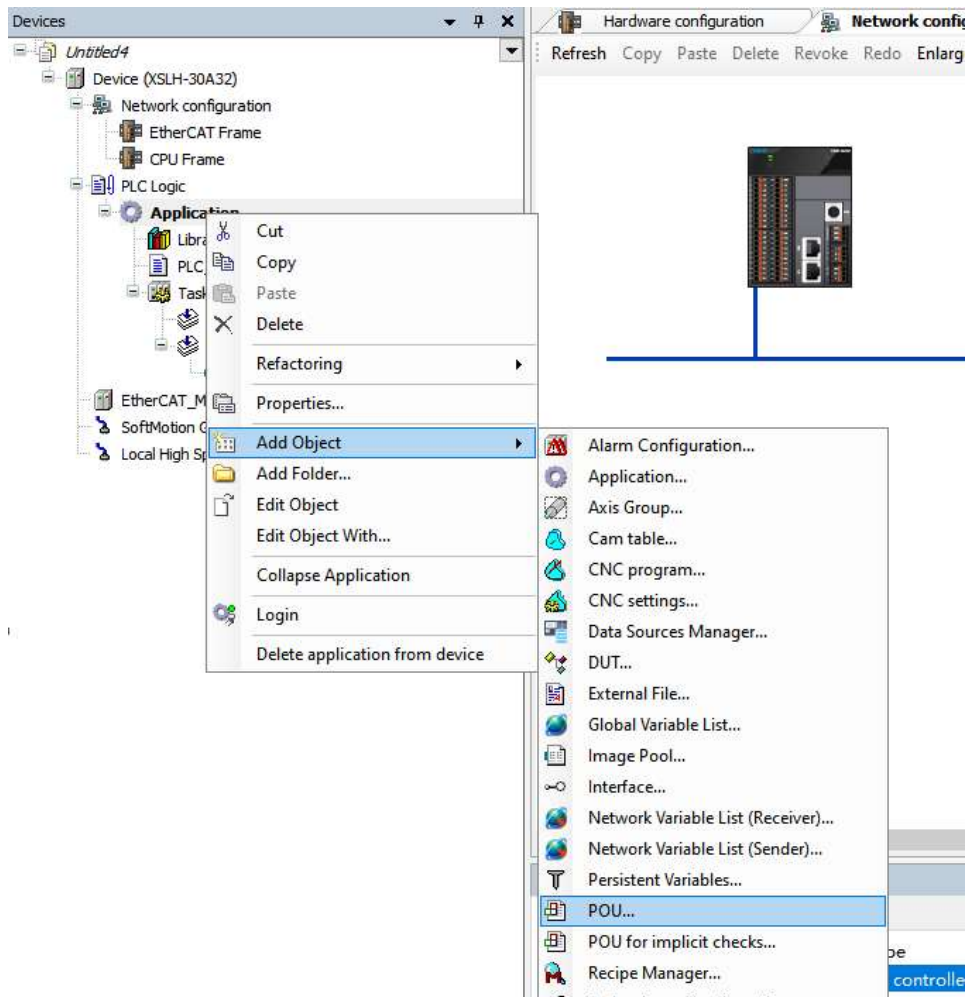 Devices
Untitled4
Device (XSLH-30A32)
Network configuration
EtherCAT Frame
CPU Frame
PLC Logic
Application
Libra
PLC_
Task
EtherCAT_M
SoftMotion G
Local High Sp
Cut
Copy
Paste
Delete
Refactoring
Properties...
Add Object
Add Folder...
Edit Object
Edit Object With...
Collapse Application
Login
Delete application from device
Alarm Configuration...
Application...
Axis Group...
Cam table...
CNC program...
CNC settings...
Data Sources Manager...
DUT...
External File...
Global Variable List...
Image Pool...
Interface...
Network Variable List (Receiver)...
Network Variable List (Sender)...
Persistent Variables...
POU...
POU for implicit checks...
Recipe Manager...
Hardware configuration Network config
Refresh Copy Paste Delete Revoke Redo Enlarg
pe
controlle